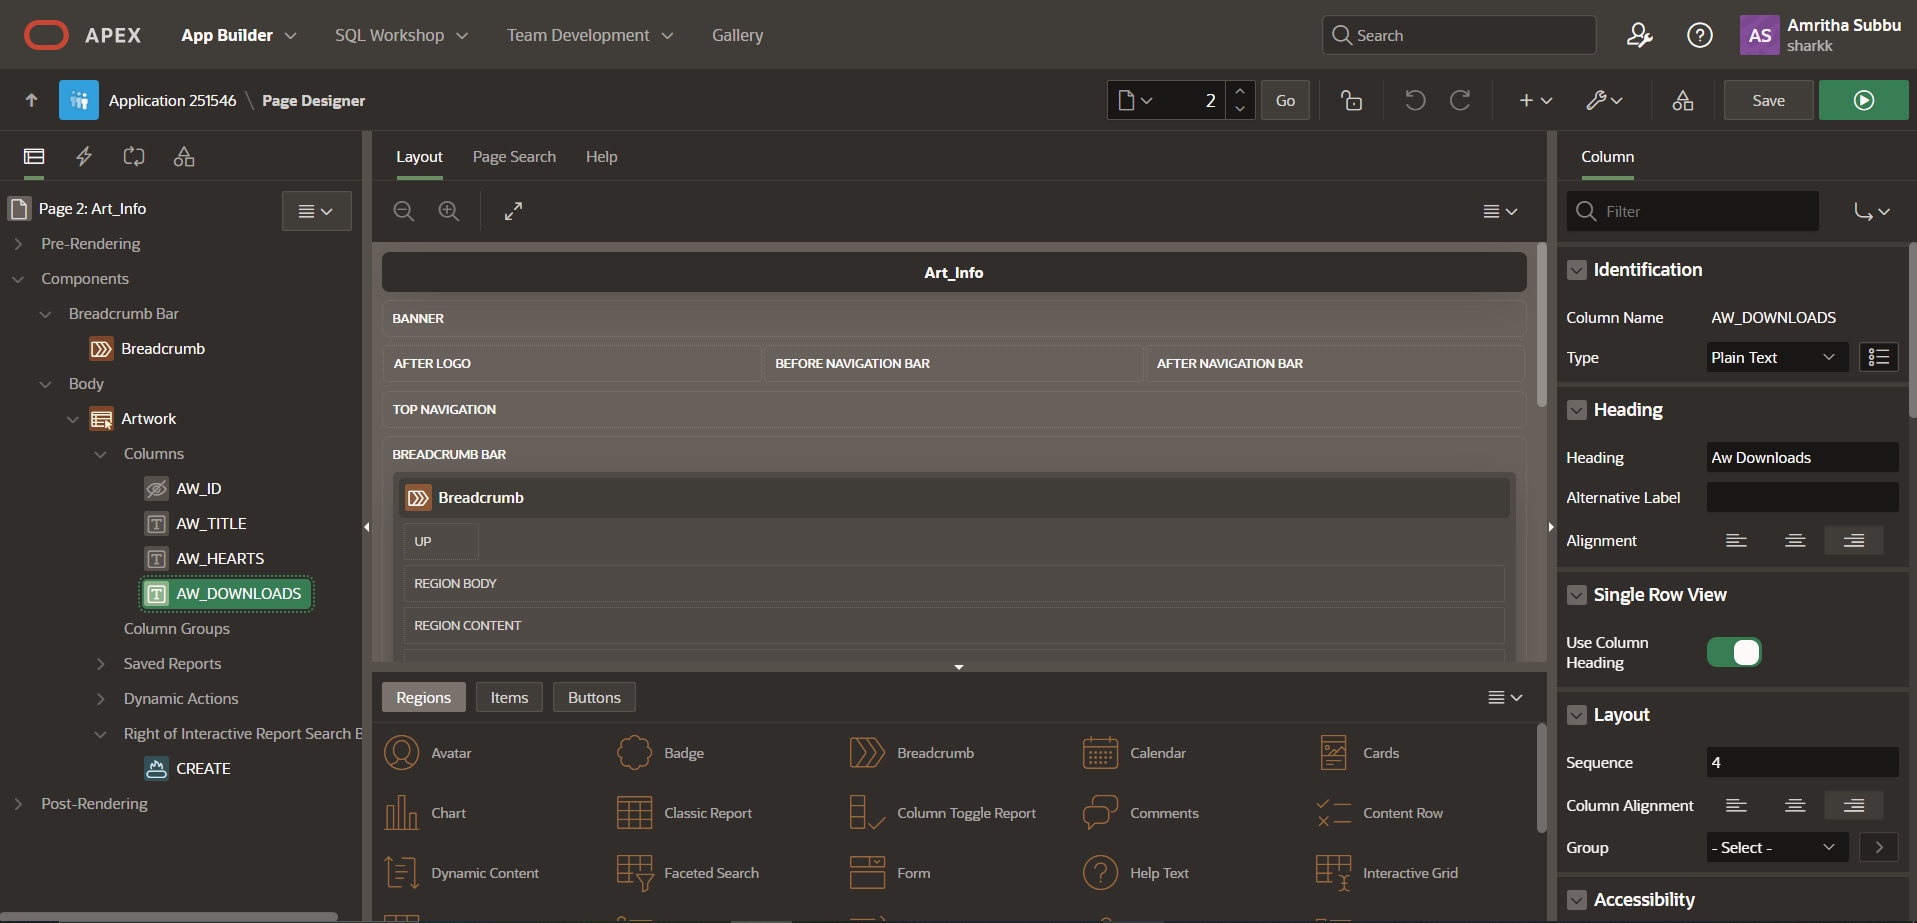 APEX App Builder SQL Workshop Team Development Gallery Search AS Amritha Subbu
sharkk
Application 251546 \ Page Designer 2 Go Save
Layout Page Search Help
Column
Page 2: Art_Info
Filter
Pre-Rendering
Components
Breadcrumb Bar
Breadcrumb
Body
Artwork
Columns
AW_ID
AW_TITLE
AW_HEARTS
AW_DOWNLOADS
Column Groups
Saved Reports
Dynamic Actions
Right of Interactive Report Search B
CREATE
Post-Rendering
Art_Info
BANNER
AFTER LOGO BEFORE NAVIGATION BAR AFTER NAVIGATION BAR
TOP NAVIGATION
BREADCRUMB BAR
Breadcrumb
UP
REGION BODY
REGION CONTENT
Regions Items Buttons
Avatar Badge Breadcrumb Calendar Cards
Chart Classic Report Column Toggle Report Comments Content Row
Dynamic Content Faceted Search Form Help Text Interactive Grid
Identification
Column Name AW_DOWNLOADS
Type Plain Text
Heading
Heading Aw Downloads
Alternative Label
Alignment
Single Row View
Use Column
Heading
Layout
Sequence 4
Column Alignment
Group - Select -
Accessibility